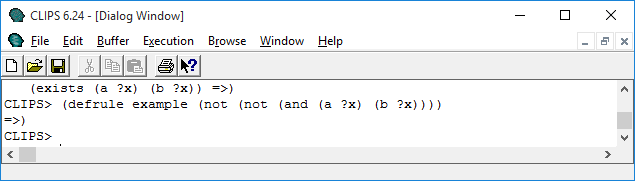 CLIPS 6.24 - [Dialog Window]
File Edit Buffer Execution Browse Window Help
(exists (a ?x) (b ?x)) =>)
CLIPS> (defrule example (not (not (and (a ?x) (b ?x))))
=>)
CLIPS>